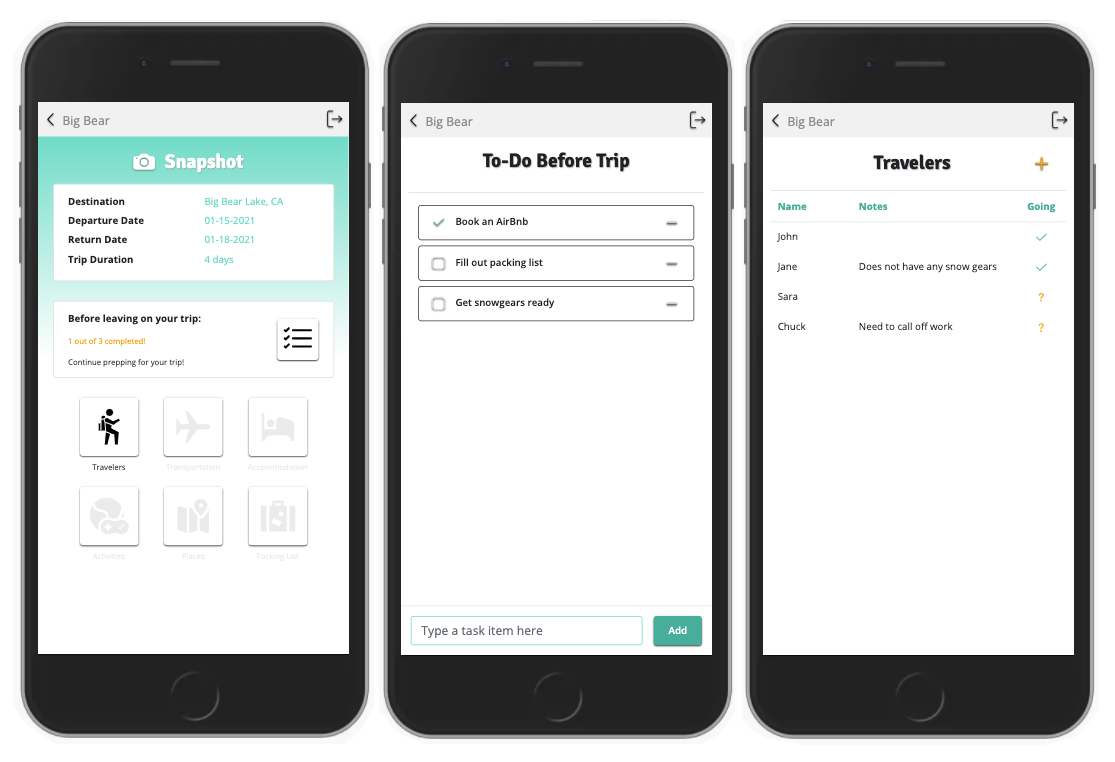 Big Bear
Snapshot
Destination Big Bear Lake, CA
Departure Date 01-15-2021
Return Date 01-18-2021
Trip Duration 4 days
Before leaving on your trip:
1 out of 3 completed!
Continue prepping for your trip!
Travelers Transportation Accommodation
Activities Places Packing List
Big Bear
To-Do Before Trip
Book an AirBnb
Fill out packing list
Get snowgears ready
Type a task item here Add
Big Bear
Travelers +
Name Notes Going
John
Jane Does not have any snow gears
Sara ?
Chuck Need to call off work ?